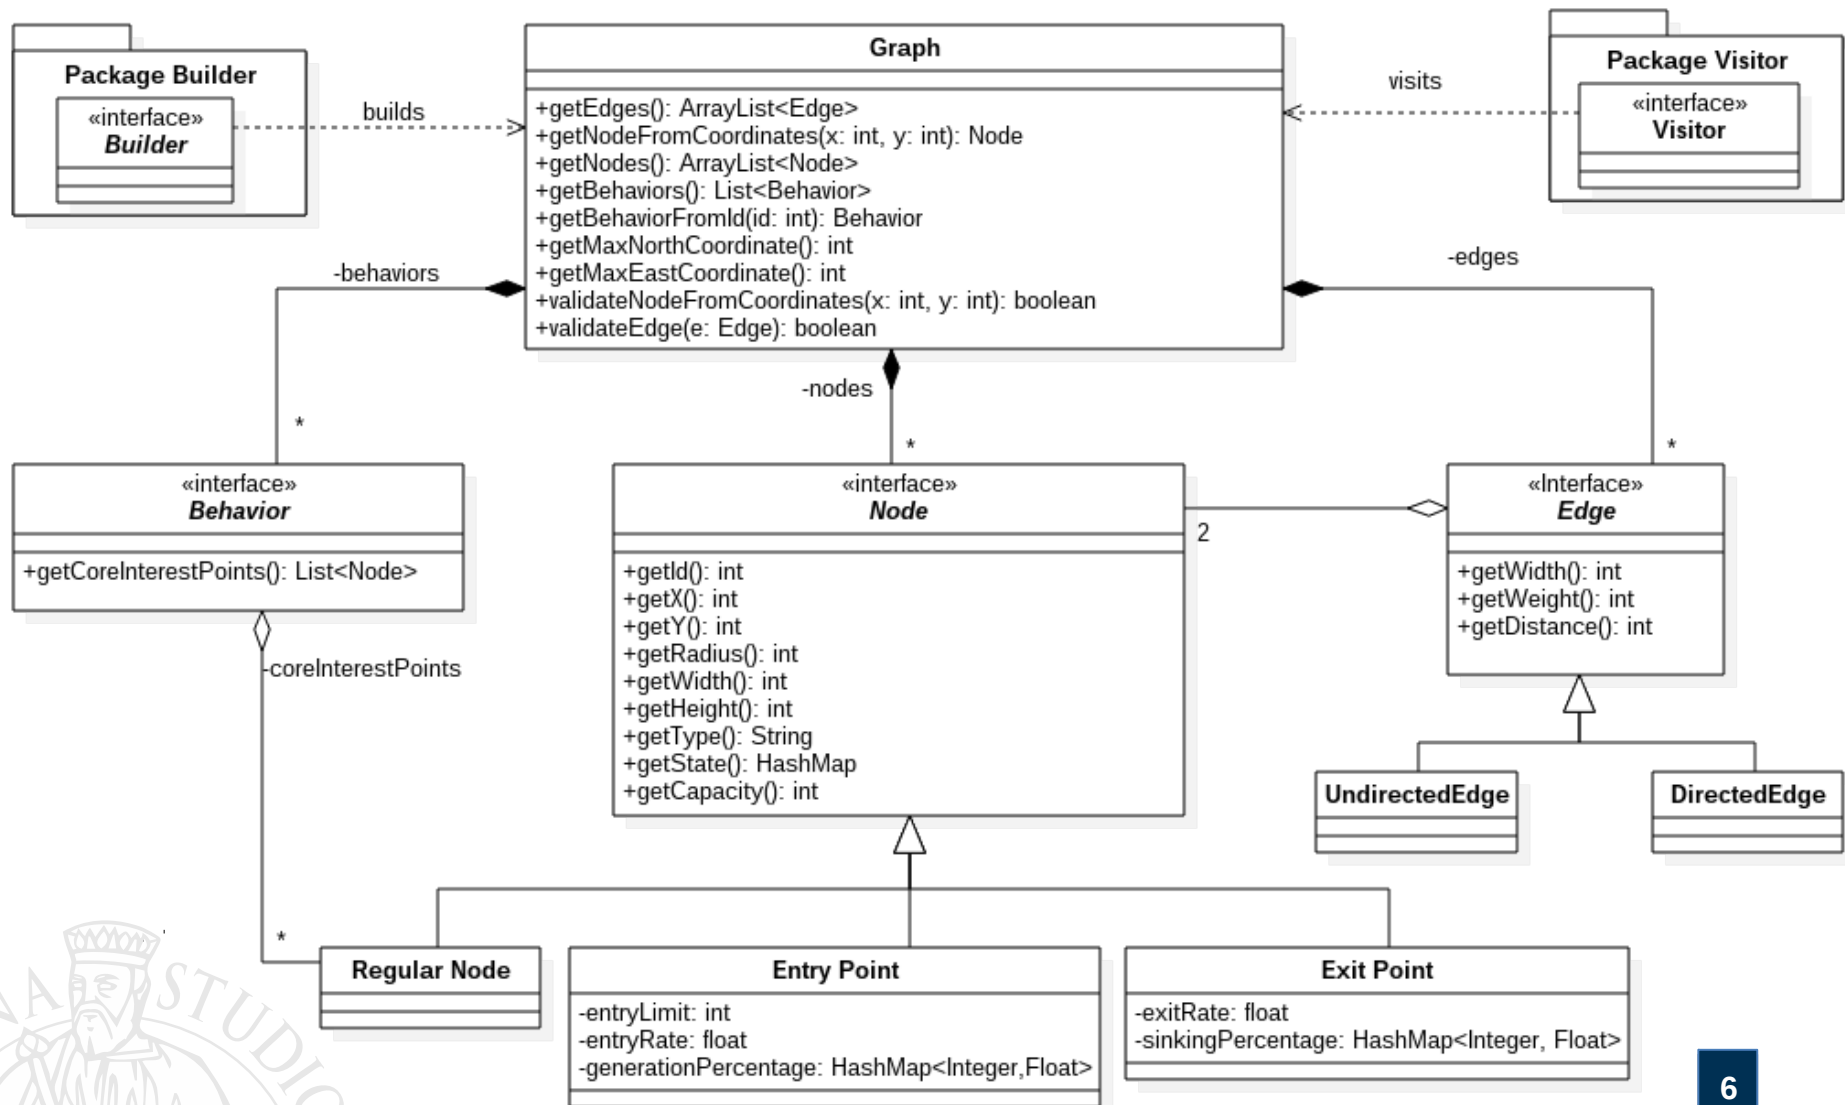 Package Builder
«interface»
Builder
builds
Graph
+getEdges(): ArrayList<Edge>
+getNodeFromCoordinates(x: int, y: int): Node
+getNodes(): ArrayList<Node>
+getBehaviors(): List<Behavior>
+getBehaviorFromId(id: int): Behavior
+getMaxNorthCoordinate(): int
+getMaxEastCoordinate(): int
+validateNodeFromCoordinates(x: int, y: int): boolean
+validateEdge(e: Edge): boolean
visits
Package Visitor
«interface»
Visitor
-behaviors
*
-nodes
*
-edges
*
«interface»
Behavior
+getCoreInterestPoints(): List<Node>
-coreInterestPoints
*
«interface»
Node
+getId(): int
+getX(): int
+getY(): int
+getRadius(): int
+getWidth(): int
+getHeight(): int
+getType(): String
+getState(): HashMap
+getCapacity(): int
2
«Interface»
Edge
+getWidth(): int
+getWeight(): int
+getDistance(): int
UndirectedEdge
DirectedEdge
Regular Node
Entry Point
-entryLimit: int
-entryRate: float
-generationPercentage: HashMap<Integer,Float>
Exit Point
-exitRate: float
-sinkingPercentage: HashMap<Integer, Float>
NA STUDIO
6